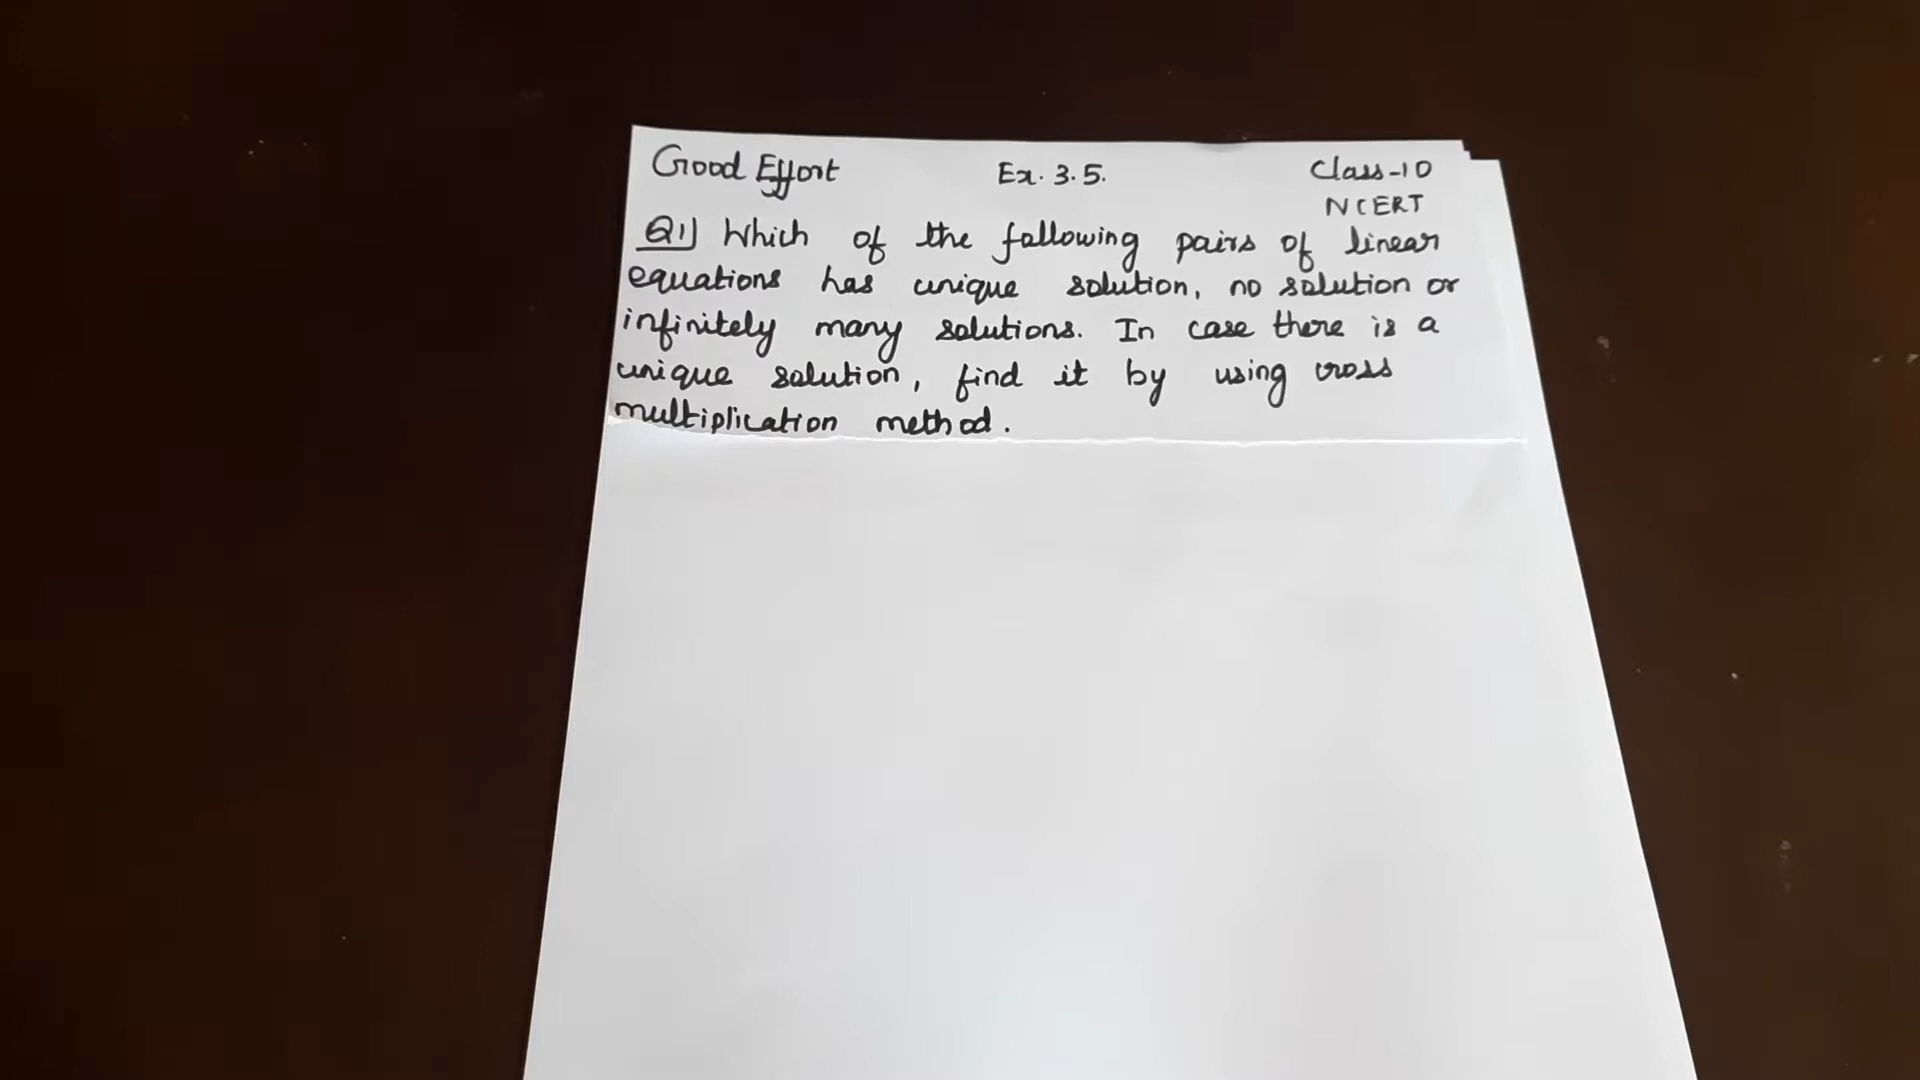 Good Effort
Ex. 3.5.
Class-10
NCERT
Q1] Which of the following pairs of linear
equations has unique solution, no solution or
infinitely many solutions. In case there is a
unique solution, find it by using cross
multiplication method.